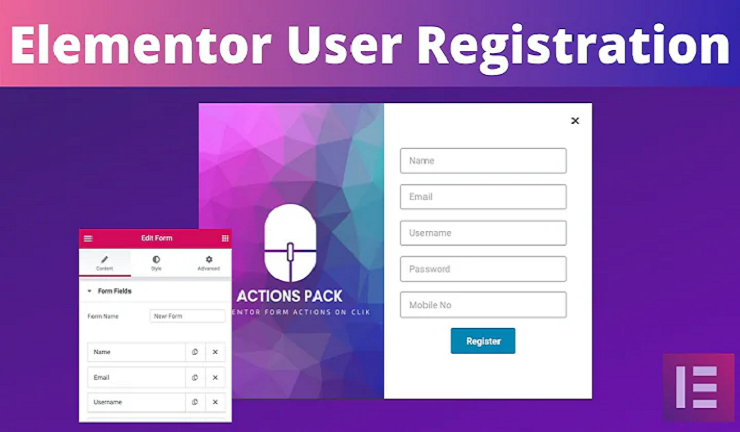 Elementor User Registration
×
Name
Email
Username
Password
Mobile No
Register
ACTIONS PACK
ENTOR FORM ACTIONS ON CLIK
Edit Form
Content Style Advanced
Form Fields
Form Name New Form
Name ×
Email ×
Username ×